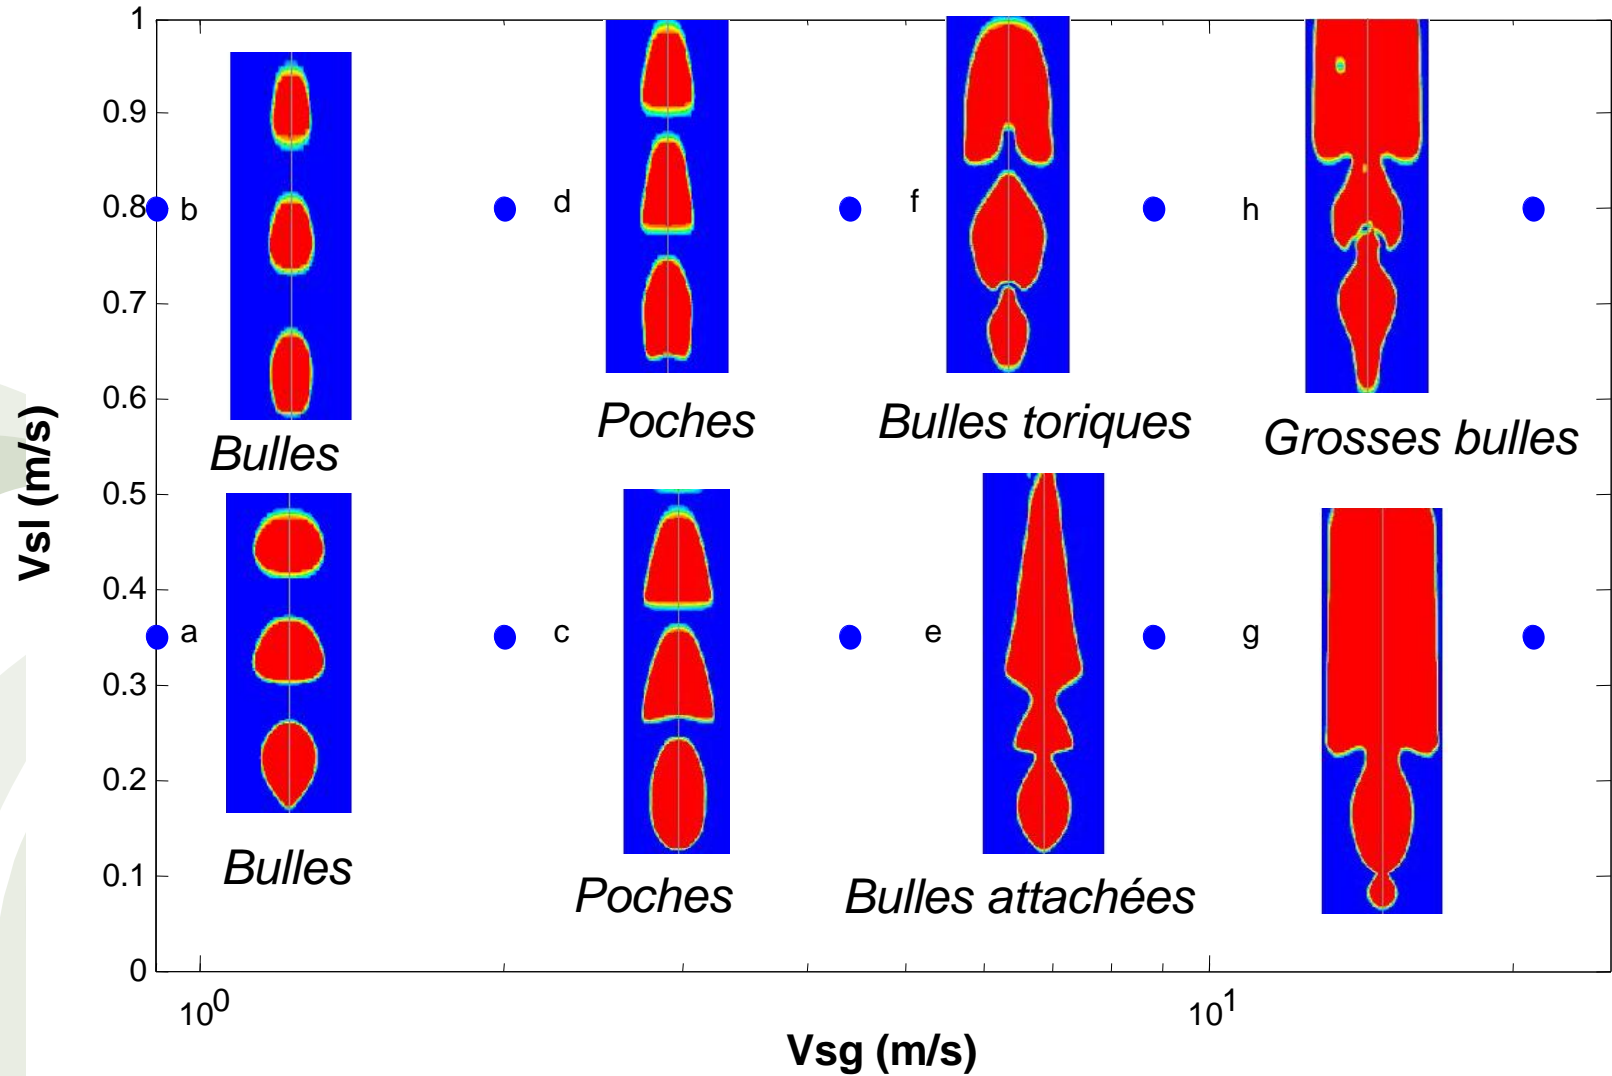 1
0.9
0.8
0.7
0.6
0.5
0.4
0.3
0.2
0.1
0
Vsl (m/s)
b
d
f
h
Bulles
Poches
Bulles toriques
Grosses bulles
a
c
e
g
Bulles
Poches
Bulles attachées
10^0
10^1
Vsg (m/s)